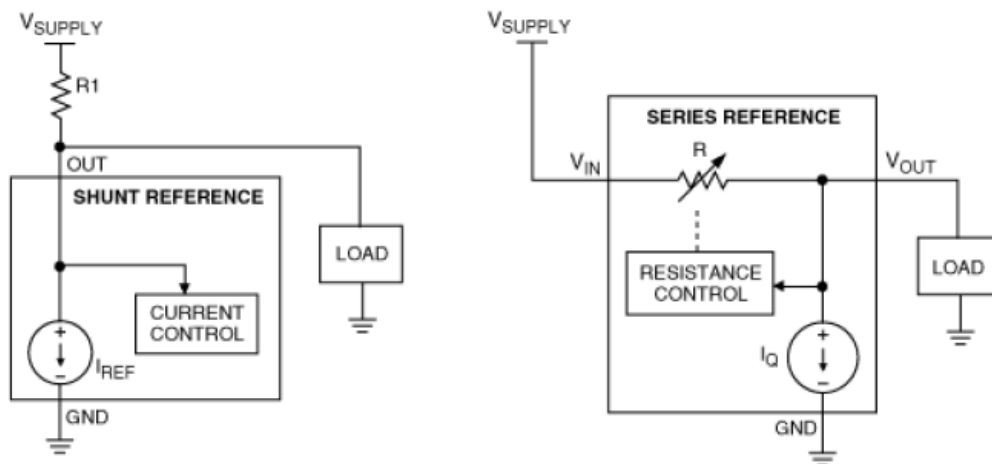 VSUPPLY
R1
OUT
SHUNT REFERENCE
LOAD
CURRENT
CONTROL
IREF
GND
VSUPPLY
SERIES REFERENCE
R
VIN
VOUT
RESISTANCE
CONTROL
LOAD
IQ
GND